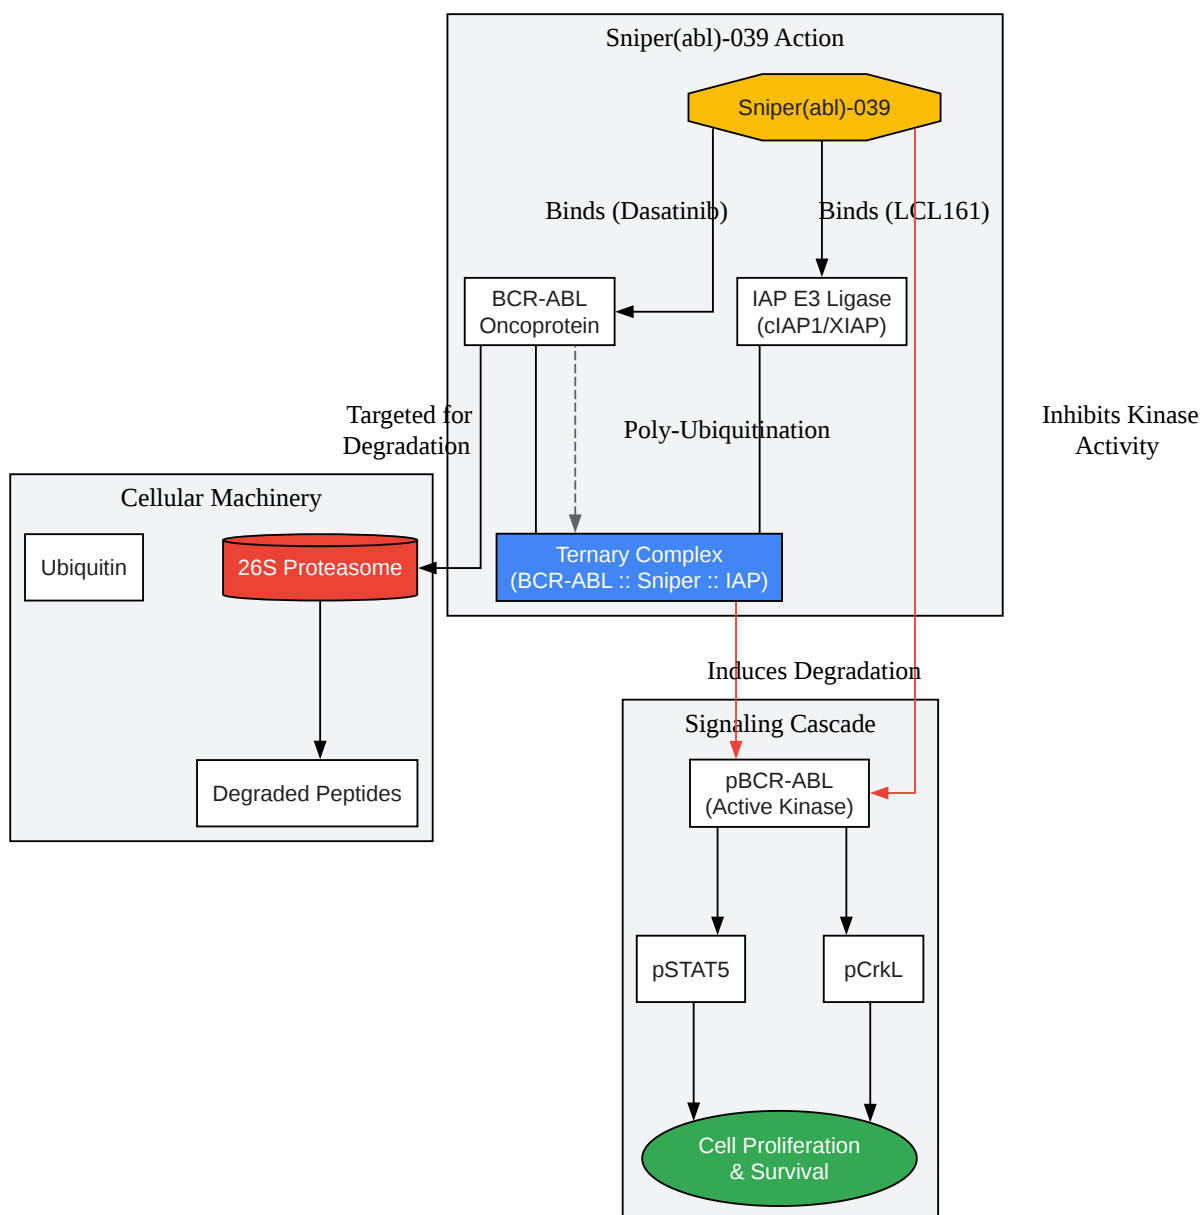 Sniper(abl)-039 Action
Sniper(abl)-039
Binds (Dasatinib)
Binds (LCL161)
BCR-ABL
Oncoprotein
IAP E3 Ligase
(cIAP1/XIAP)
Targeted for
Degradation
Poly-Ubiquitination
Inhibits Kinase
Activity
Cellular Machinery
Ubiquitin
26S Proteasome
Ternary Complex
(BCR-ABL :: Sniper :: IAP)
Induces Degradation
Signaling Cascade
Degraded Peptides
pBCR-ABL
(Active Kinase)
pSTAT5
pCrkL
Cell Proliferation
& Survival